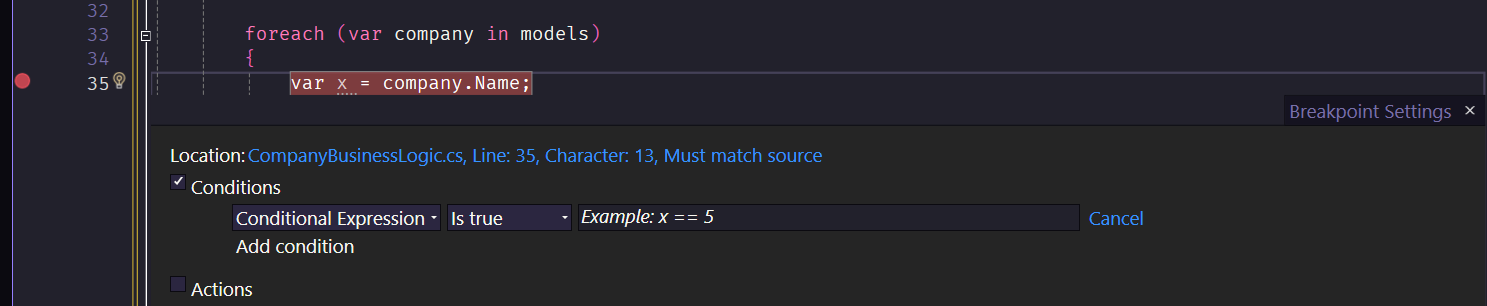 32
33 foreach (var company in models)
34 {
35 var x = company.Name;
Breakpoint Settings ×
Location: CompanyBusinessLogic.cs, Line: 35, Character: 13, Must match source
Conditions
Conditional Expression Is true Example: x == 5 Cancel
Add condition
Actions